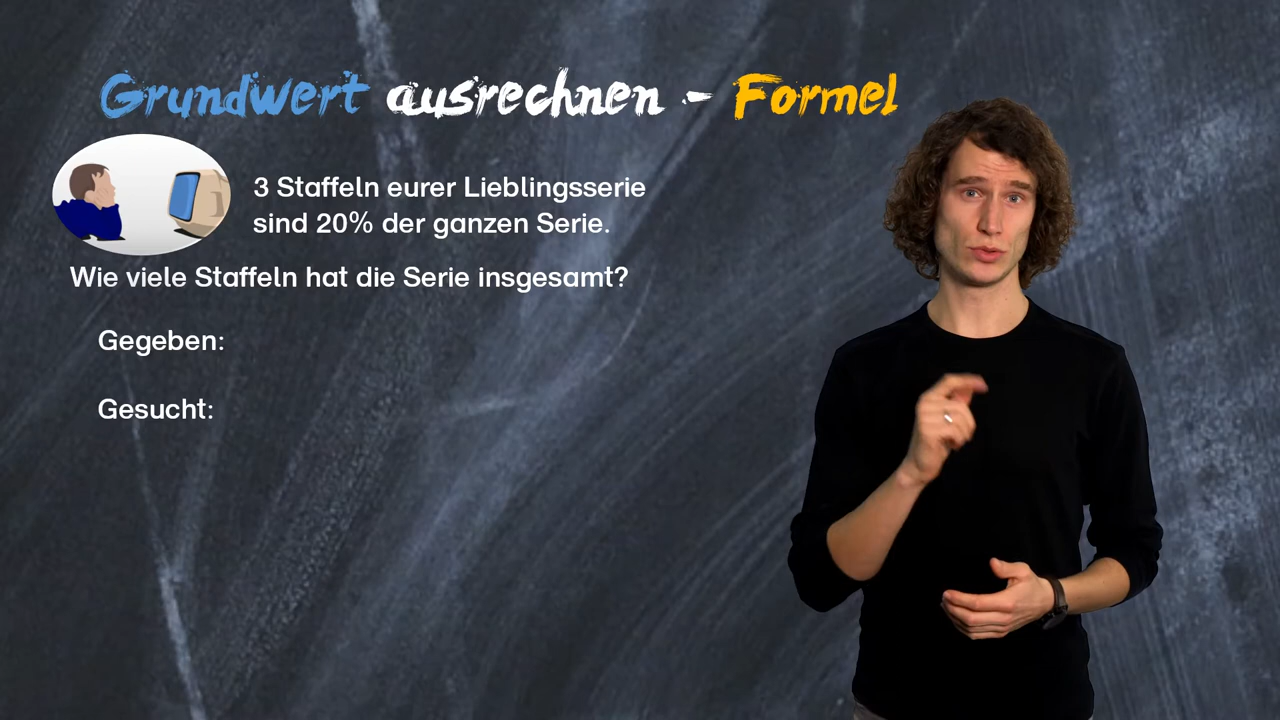 Grundwert ausrechnen - Formel
3 Staffeln eurer Lieblingsserie
sind 20% der ganzen Serie.
Wie viele Staffeln hat die Serie insgesamt?
Gegeben:
Gesucht: